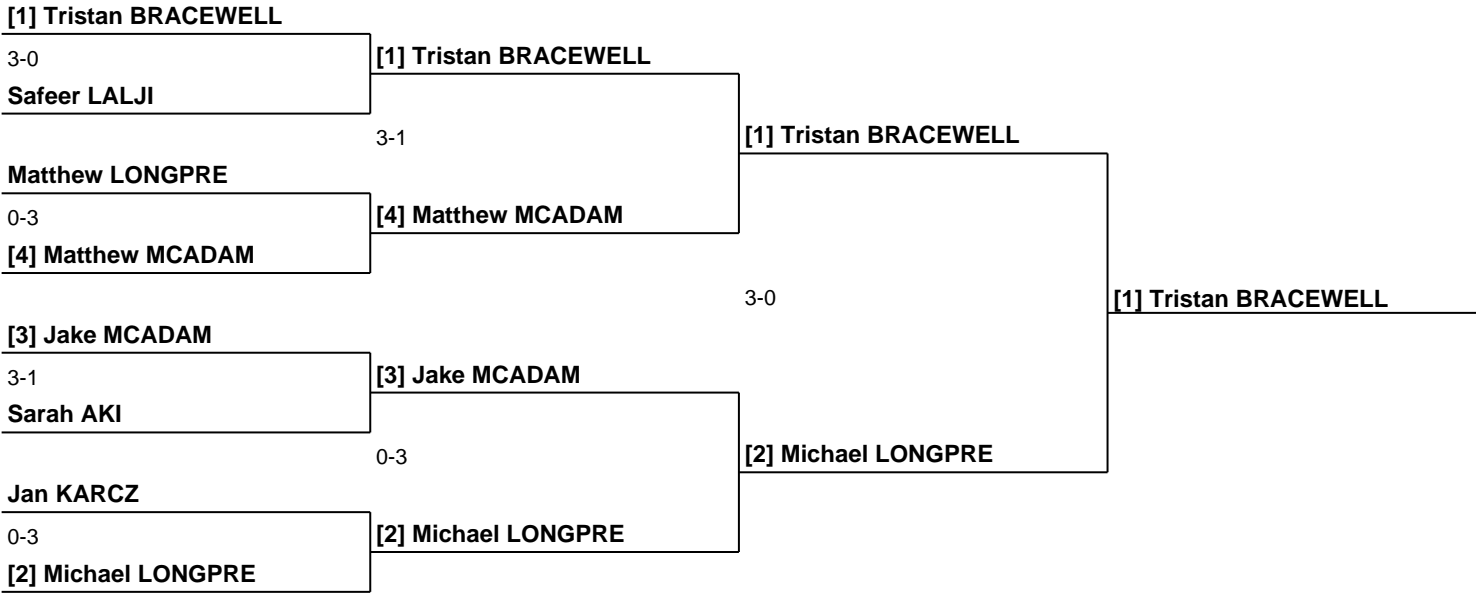 [1] Tristan BRACEWELL
3-0
Safeer LALJI
Matthew LONGPRE
0-3
[4] Matthew MCADAM
[3] Jake MCADAM
3-1
Sarah AKI
Jan KARCZ
0-3
[2] Michael LONGPRE
[1] Tristan BRACEWELL
3-1
[4] Matthew MCADAM
[3] Jake MCADAM
0-3
[2] Michael LONGPRE
[1] Tristan BRACEWELL
3-0
[2] Michael LONGPRE
[1] Tristan BRACEWELL